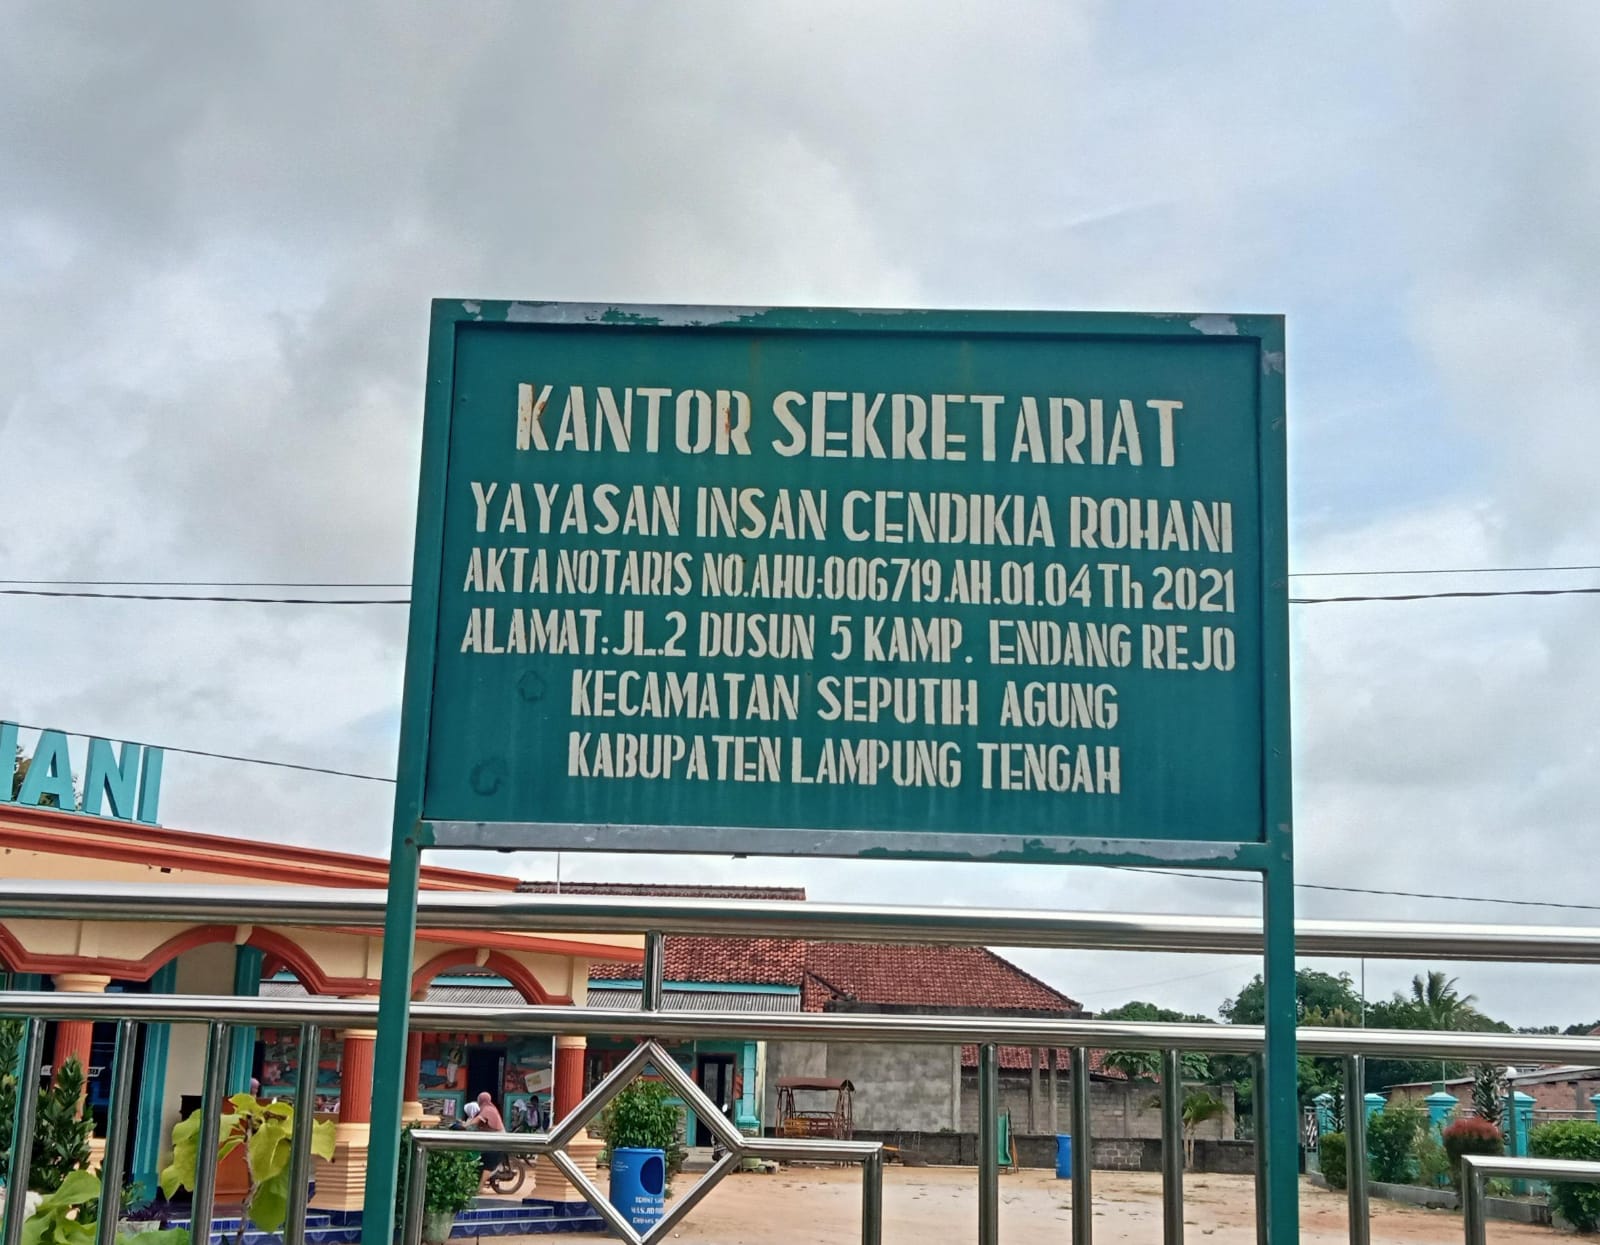 KANTOR SEKRETARIAT
YAYASAN INSAN CENDIKIA ROHANI
AKTA NOTARIS NO.AHU:006719.AH.01.04 Th 2021
ALAMAT:JL.2 DUSUN 5 KAMP. ENDANG REJO
KECAMATAN SEPUTIH AGUNG
KABUPATEN LAMPUNG TENGAH
HANI